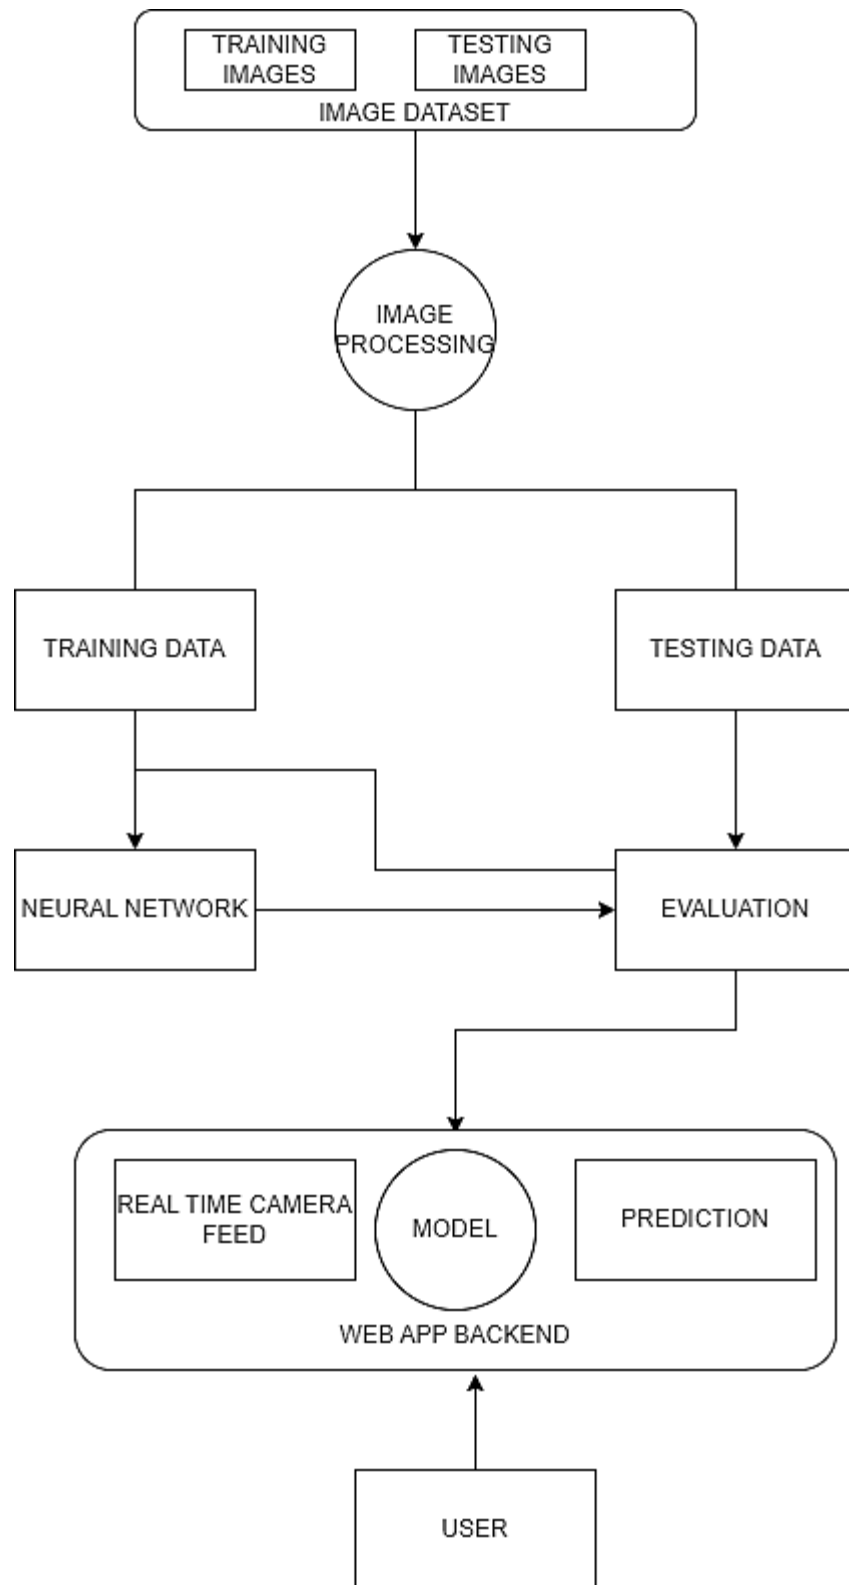 TRAINING
IMAGES
TESTING
IMAGES
IMAGE DATASET
IMAGE
PROCESSING
TRAINING DATA
TESTING DATA
NEURAL NETWORK
EVALUATION
REAL TIME CAMERA
FEED
MODEL
PREDICTION
WEB APP BACKEND
USER